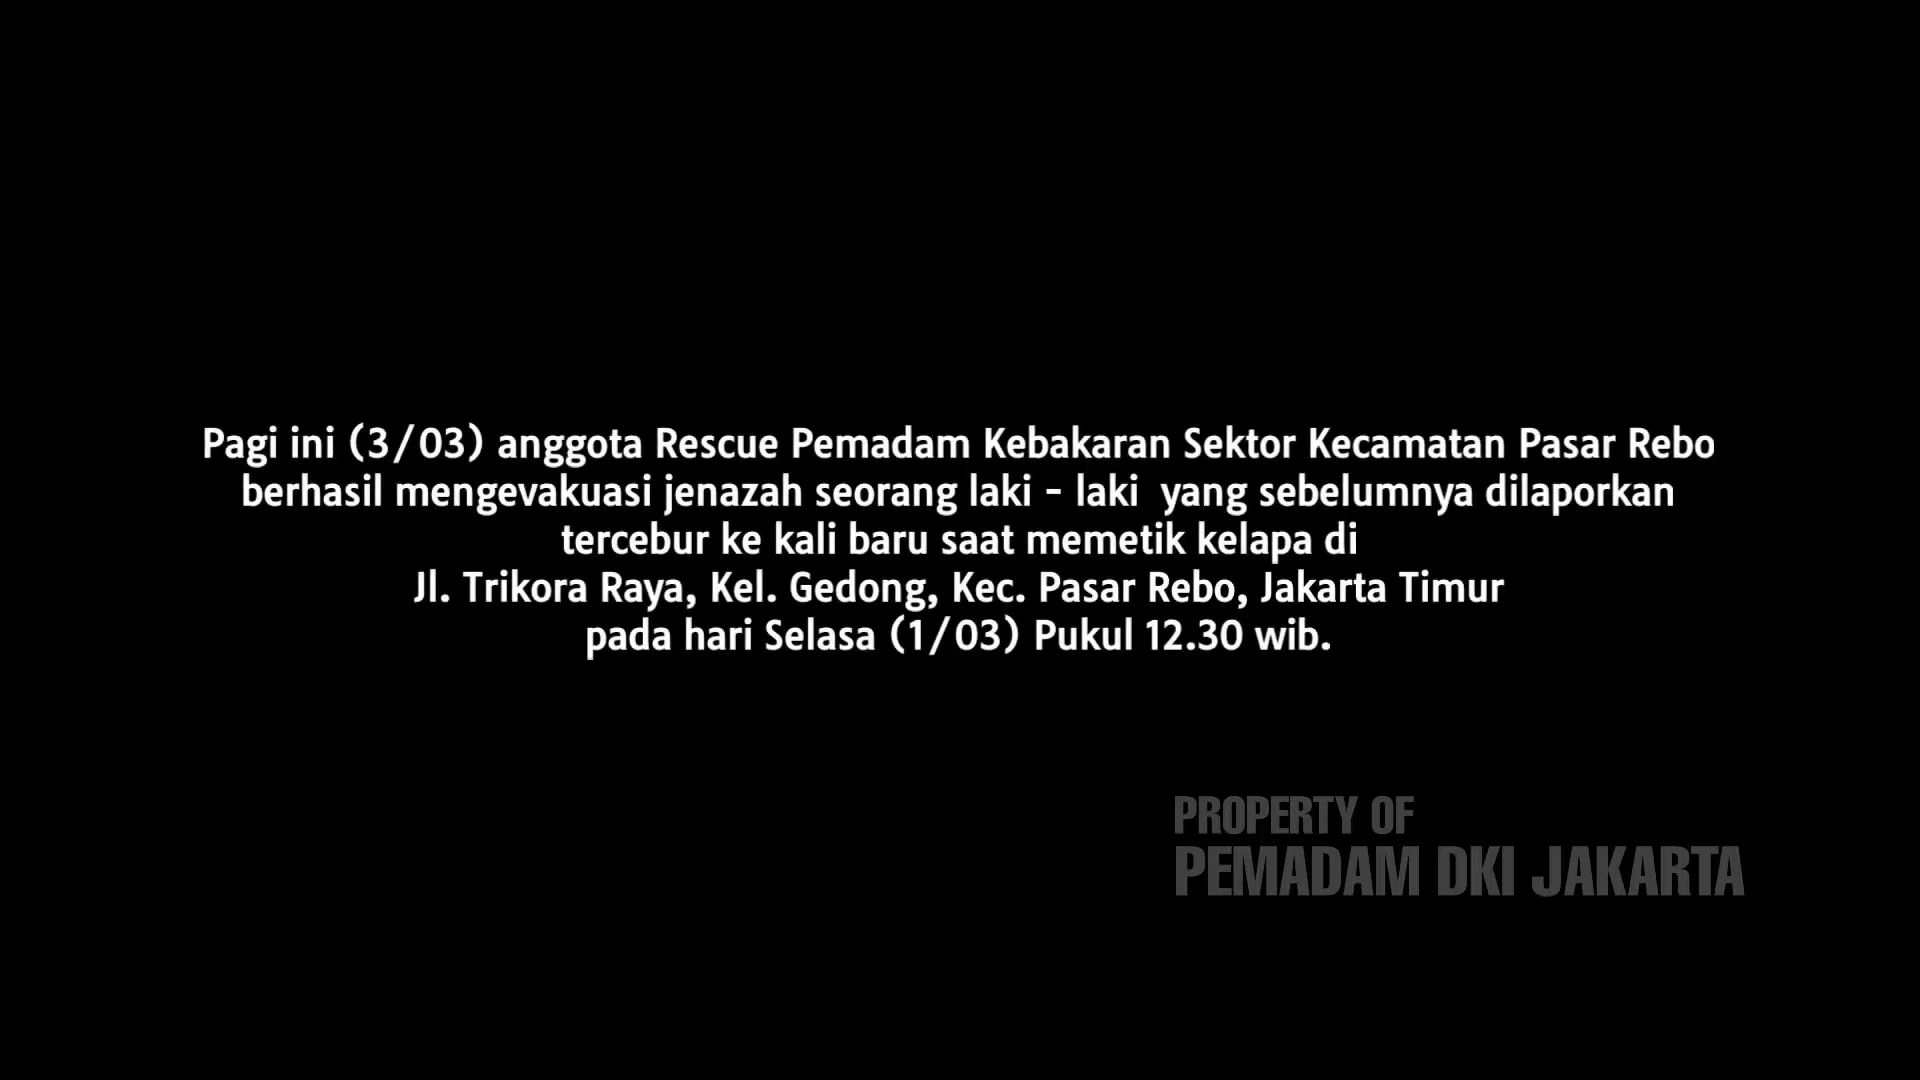 Pagi ini (3/03) anggota Rescue Pemadam Kebakaran Sektor Kecamatan Pasar Rebo
berhasil mengevakuasi jenazah seorang laki - laki  yang sebelumnya dilaporkan
tercebur ke kali baru saat memetik kelapa di
Jl. Trikora Raya, Kel. Gedong, Kec. Pasar Rebo, Jakarta Timur
pada hari Selasa (1/03) Pukul 12.30 wib.
PROPERTY OF
PEMADAM DKI JAKARTA